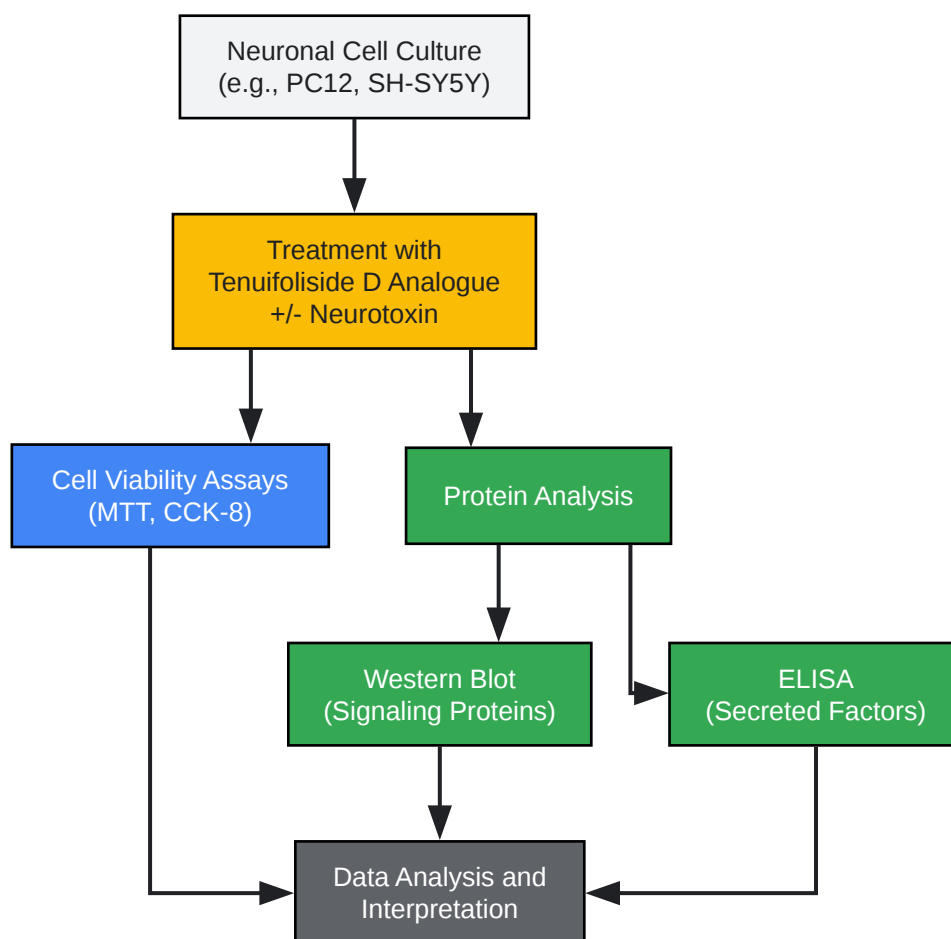 Neuronal Cell Culture
(e.g., PC12, SH-SY5Y)
Treatment with
Tenuifoliside D Analogue
+/- Neurotoxin
Cell Viability Assays
(MTT, CCK-8)
Protein Analysis
Western Blot
(Signaling Proteins)
ELISA
(Secreted Factors)
Data Analysis and
Interpretation